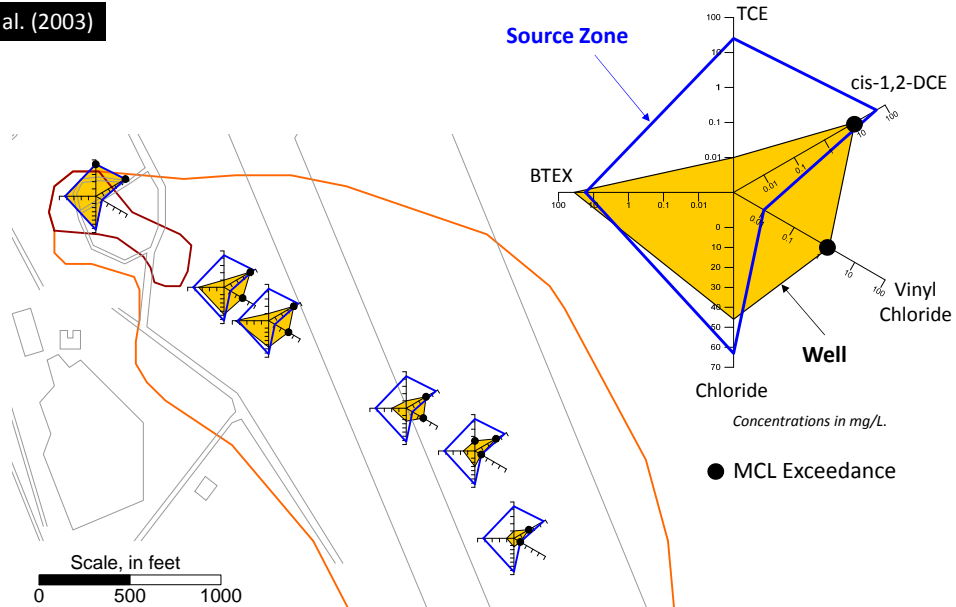 al. (2003)
Source Zone
TCE
100
10
1
0.1
0.01
cis-1,2-DCE
100
10
1
0.1
0.01
BTEX
100
10
1
0.1
0.01
0
10
20
30
40
50
60
70
0.01
0.1
10
100
Vinyl
Chloride
Well
Chloride
Concentrations in mg/L.
MCL Exceedance
Scale, in feet
0 500 1000